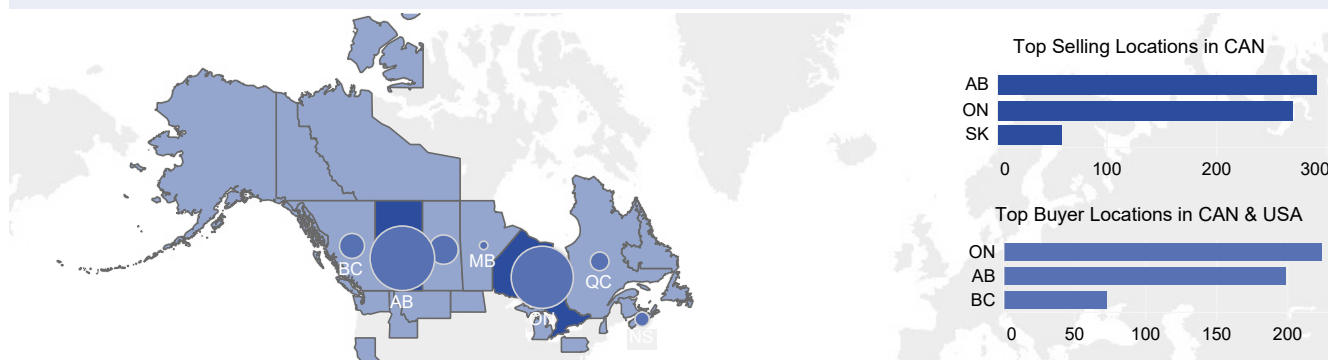 BC
AB
MB
ON
QC
NS
Top Selling Locations in CAN
AB
ON
SK
0 100 200 300
Top Buyer Locations in CAN & USA
ON
AB
BC
0 50 100 150 200